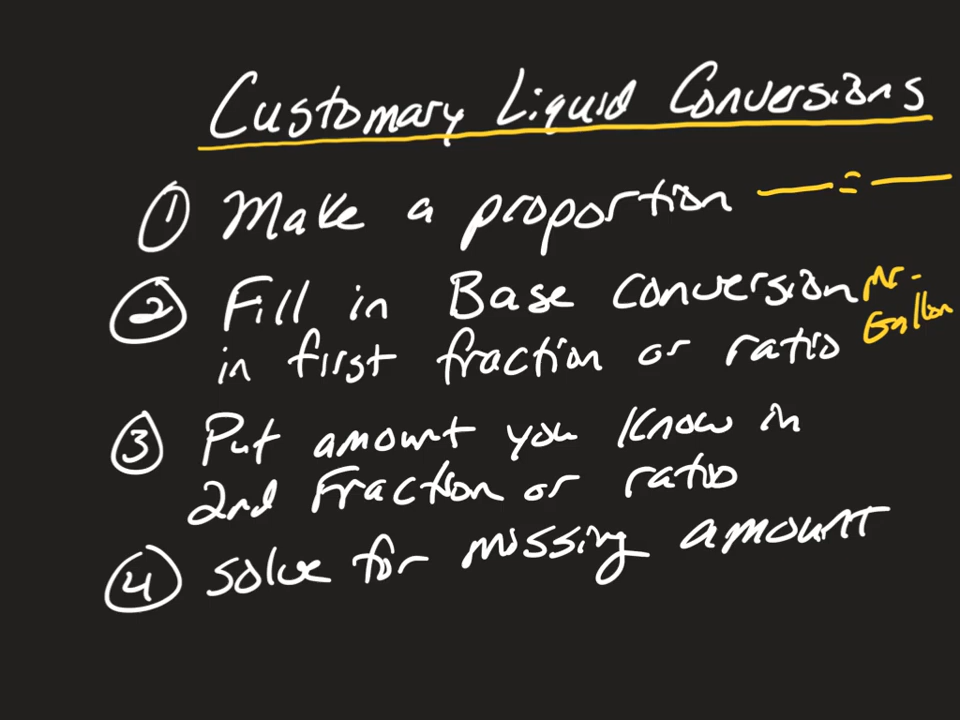 Customary Liquid Conversions
① Make a proportion — = —
② Fill in Base conversion Mr. Gallon
in first fraction or ratio
③ Put amount you know in
2nd Fraction or ratio
④ solve for missing amount